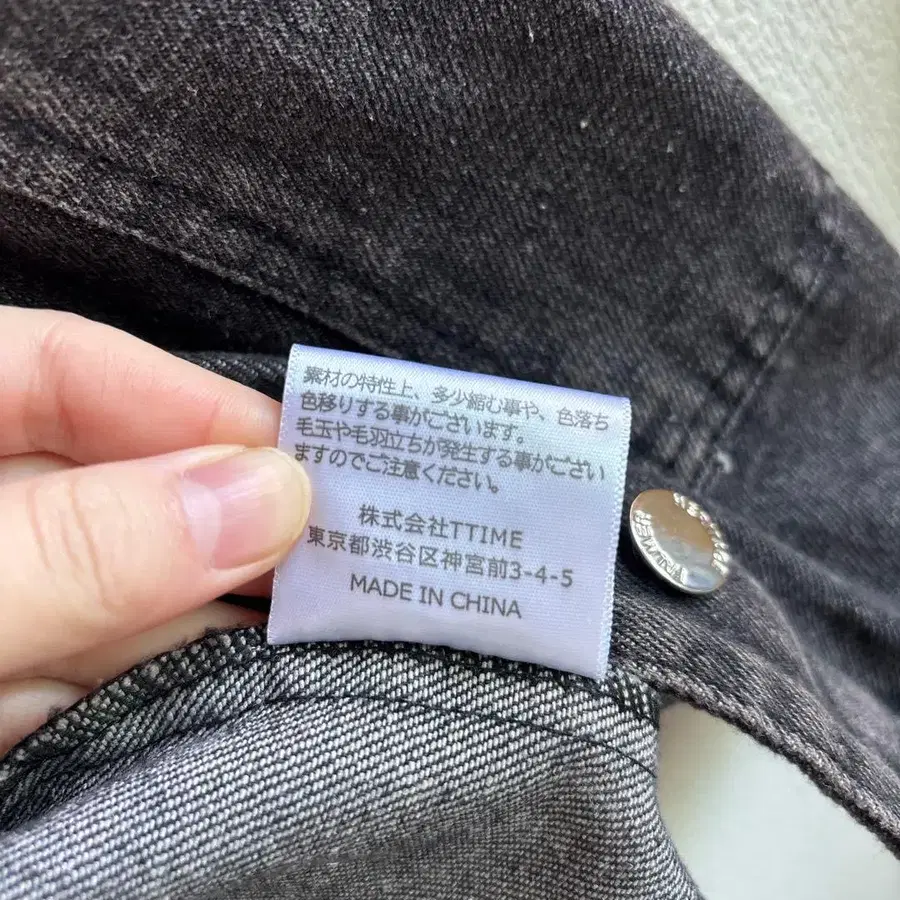 素材の特性上、多少縮む事や、色落ち
色移りする事がございます。
毛玉や毛羽立ちが発生する事がござい
ますのでご注意ください。
株式会社TTIME
東京都渋谷区神宮前3-4-5
MADE IN CHINA